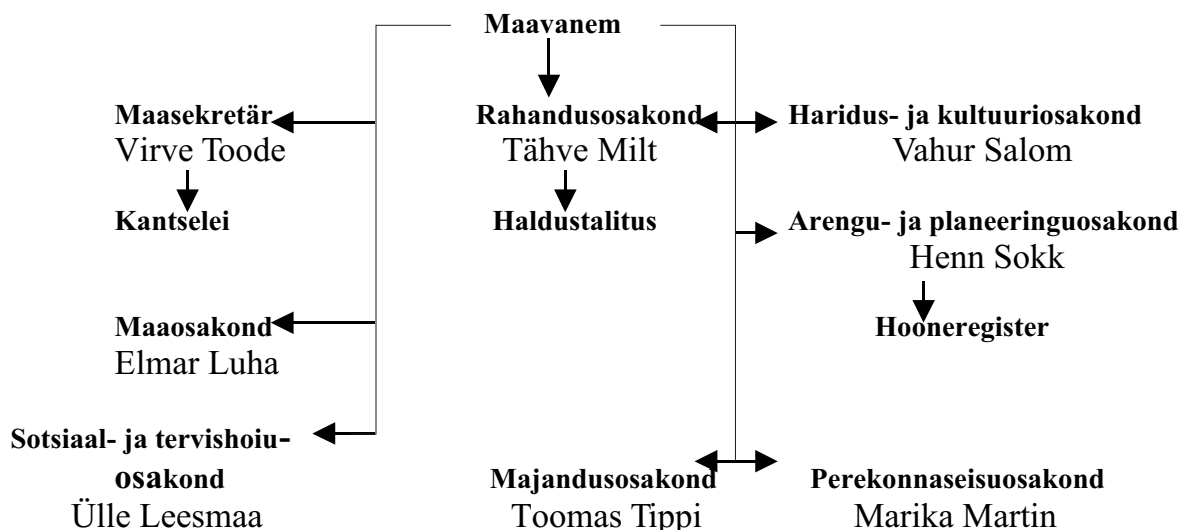 Maavanem
Maasekretär
Virve Toode
Kantselei
Rahandusosakond
Tähve Milt
Haldustalitus
Haridus- ja kultuuriosakond
Vahur Salom
Arengu- ja planeeringuosakond
Henn Sokk
Hooneregister
Maaosakond
Elmar Luha
Sotsiaal- ja tervishoiu-
osakond
Ülle Leesmaa
Majandusosakond
Toomas Tippi
Perekonnaseisuosakond
Marika Martin